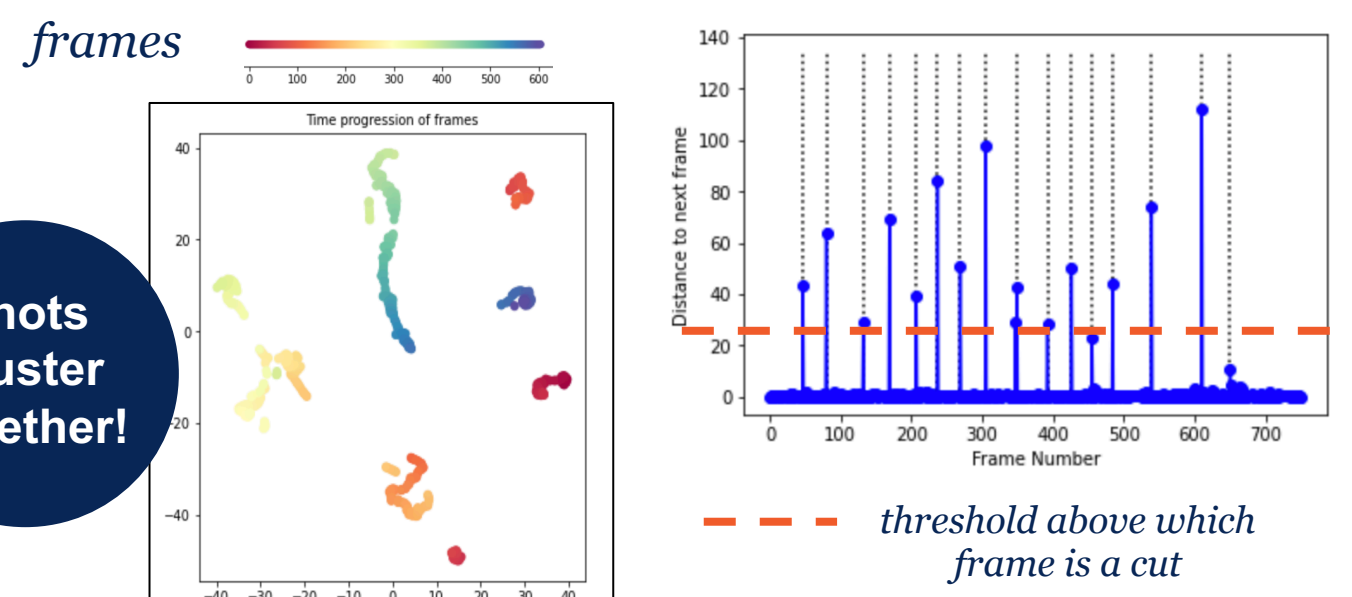 frames
0 100 200 300 400 500 600
Time progression of frames
40
20
0
-20
-40
−40 −30 −20 −10 0 10 20 30 40
nots
uster
ether!
140
120
100
80
60
40
20
0
Distance to next frame
0 100 200 300 400 500 600 700
Frame Number
threshold above which
frame is a cut